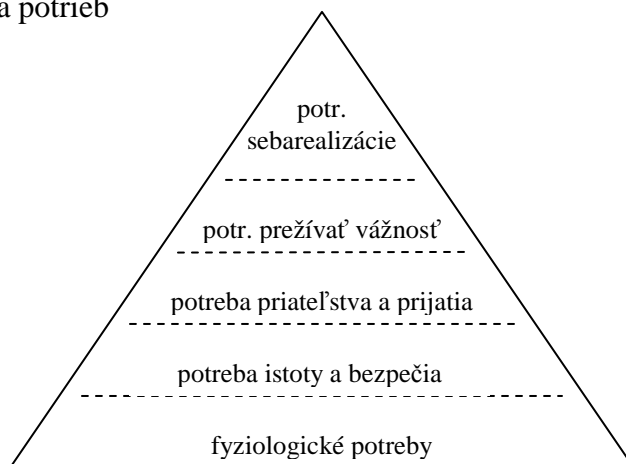 a potrieb
potr.
sebarealizácie
potr. prežívať vážnosť
potreba priateľstva a prijatia
potreba istoty a bezpečia
fyziologické potreby